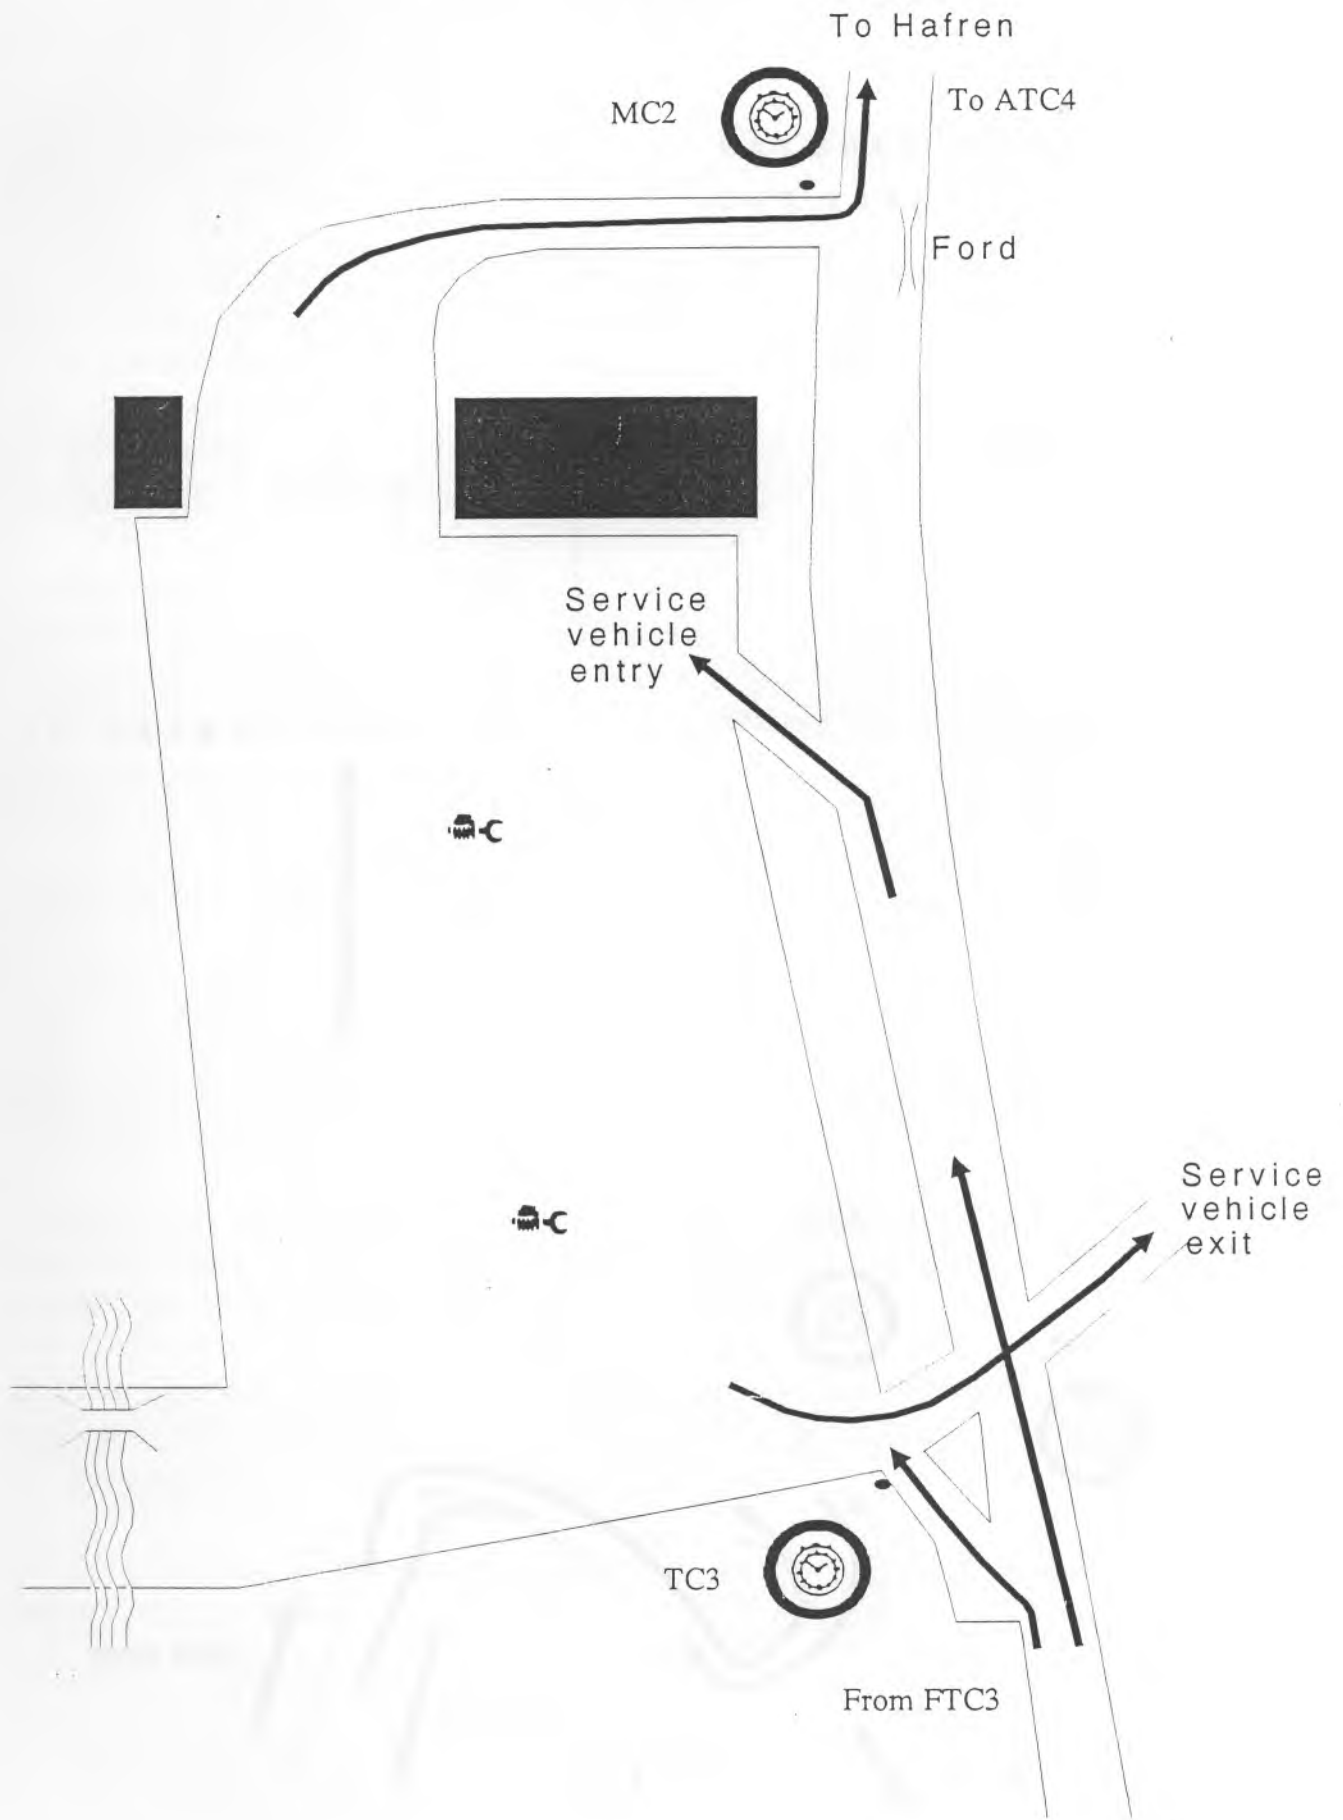 To Hafren
MC2
To ATC4
Ford
Service
vehicle
entry
Service
vehicle
exit
TC3
From FTC3